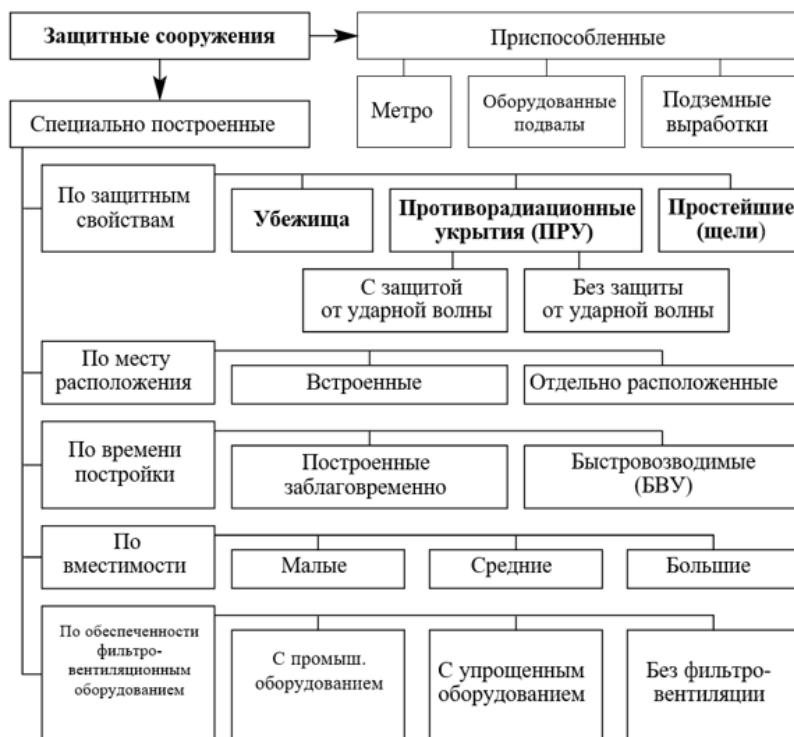 Защитные сооружения
Приспособленные
Метро
Оборудованные
подвалы
Подземные
выработки
Специально построенные
По защитным
свойствам
Убежища
Противорадиационные
укрытия (ПРУ)
Простейшие
(щели)
С защитой
от ударной волны
Без защиты
от ударной волны
По месту
расположения
Встроенные
Отдельно расположенные
По времени
постройки
Построенные
заблаговременно
Быстровозводимые
(БВУ)
По
вместимости
Малые
Средние
Большие
По обеспеченности
фильтро-
вентиляционным
оборудованием
С промыш.
оборудованием
С упрощенным
оборудованием
Без фильтро-
вентиляции